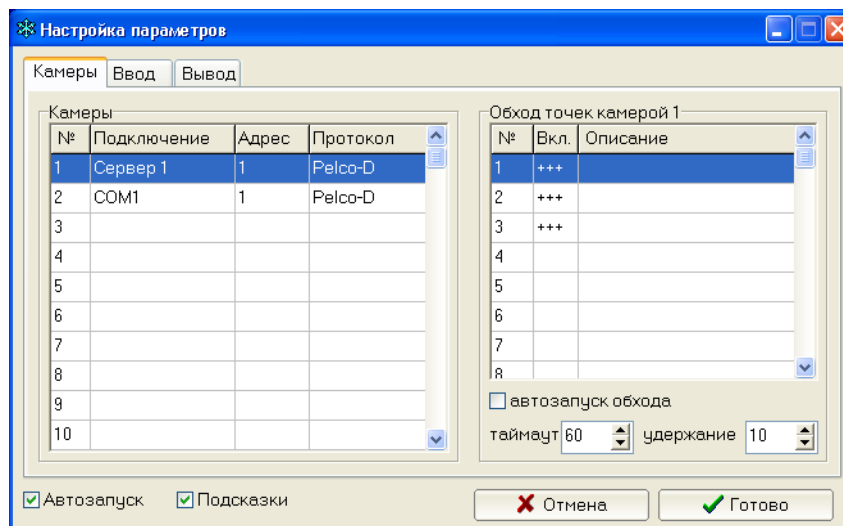 Настройка параметров
Камеры Ввод Вывод
Камеры
№ Подключение Адрес Протокол
1 Сервер 1 1 Pelco-D
2 COM1 1 Pelco-D
3
4
5
6
7
8
9
10
Обход точек камерой 1
№ Вкл. Описание
1 +++
2 +++
3 +++
4
5
6
7
8
автозапуск обхода
таймаут 60 удержание 10
Автозапуск Подсказки Отмена Готово